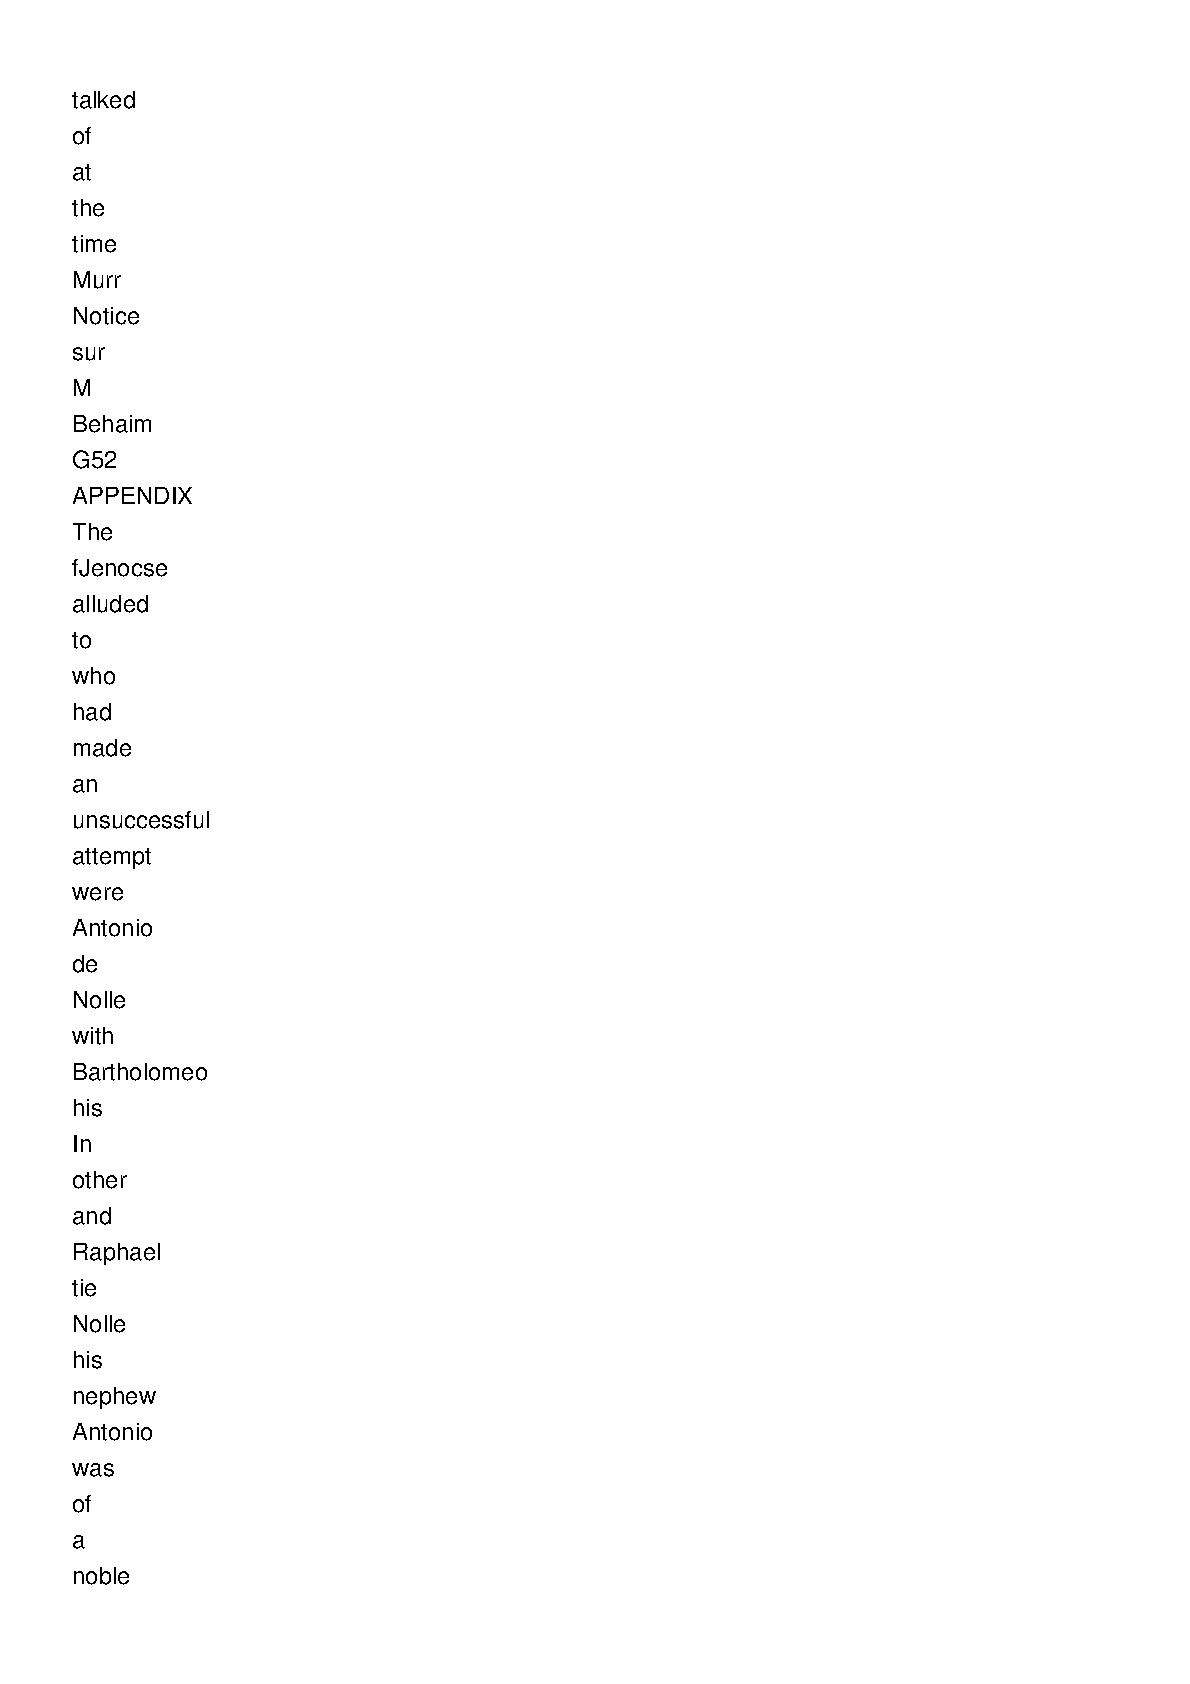 talked
of
at
the
time
Murr
Notice
sur
M
Behaim
G52
APPENDIX
The
fJenocse
alluded
to
who
had
made
an
unsuccessful
attempt
were
Antonio
de
Nolle
with
Bartholomeo
his
In
other
and
Raphael
tie
Nolle
his
nephew
Antonio
was
of
a
noble